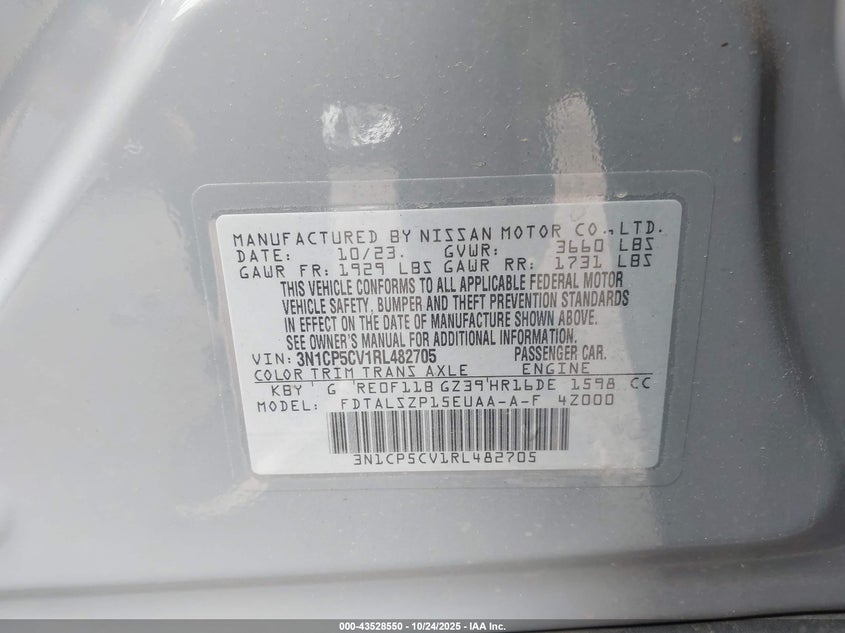 MANUFACTURED BY NISSAN MOTOR CO.,LTD.
DATE: 10/23. GVWR: 3660 LBS
GAWR FR: 1929 LBS GAWR RR: 1731 LBS
THIS VEHICLE CONFORMS TO ALL APPLICABLE FEDERAL MOTOR
VEHICLE SAFETY, BUMPER AND THEFT PREVENTION STANDARDS
IN EFFECT ON THE DATE OF MANUFACTURE SHOWN ABOVE.
SEE OWNER'S MANUAL FOR ADDITIONAL INFORMATION.
VIN: 3N1CP5CV1RL482705 PASSENGER CAR.
COLOR TRIM TRANS AXLE ENGINE
KBY G RE0F11B GZ39 HR16DE 1598 CC
MODEL: FDTALSZP15EUAA-A-F 4Z000
3N1CP5CV1RL482705
000-43528550 - 10/24/2025 - IAA Inc.